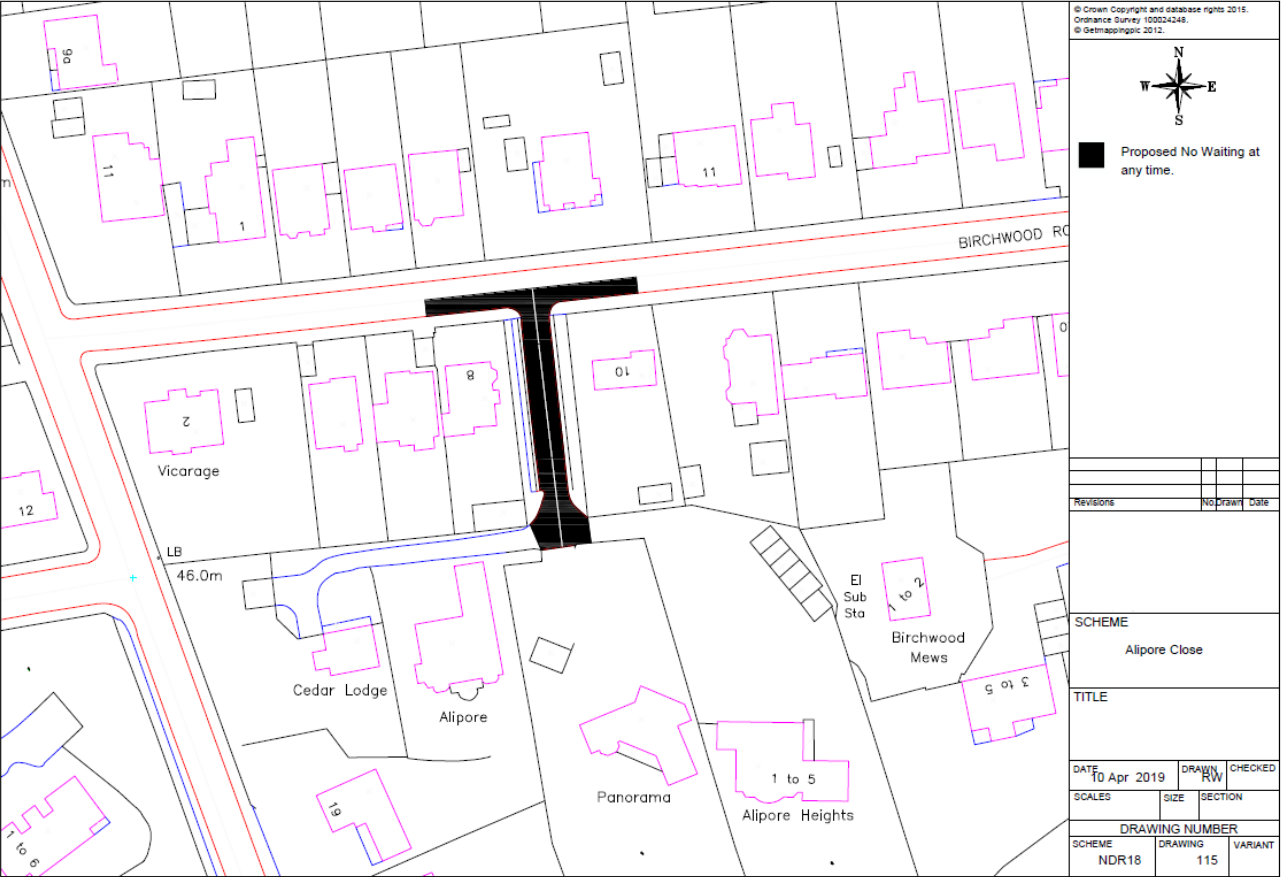 © Crown Copyright and database rights 2015.
Ordnance Survey 100024248.
© Getmappingplc 2012.
N
W E
S
Proposed No Waiting at
any time.
9a
11
1
11
m
BIRCHWOOD RO
8
10
2
Vicarage
12
LB
46.0m
El
Sub
Sta
1 to 2
Birchwood
Mews
3 to 5
Cedar Lodge
Alipore
Panorama
1 to 5
Alipore Heights
19
1 to 6
Revisions No. Drawn Date
SCHEME
Alipore Close
TITLE
DATE DRAWN CHECKED
10 Apr 2019 RW
SCALES SIZE SECTION
DRAWING NUMBER
SCHEME DRAWING VARIANT
NDR18 115